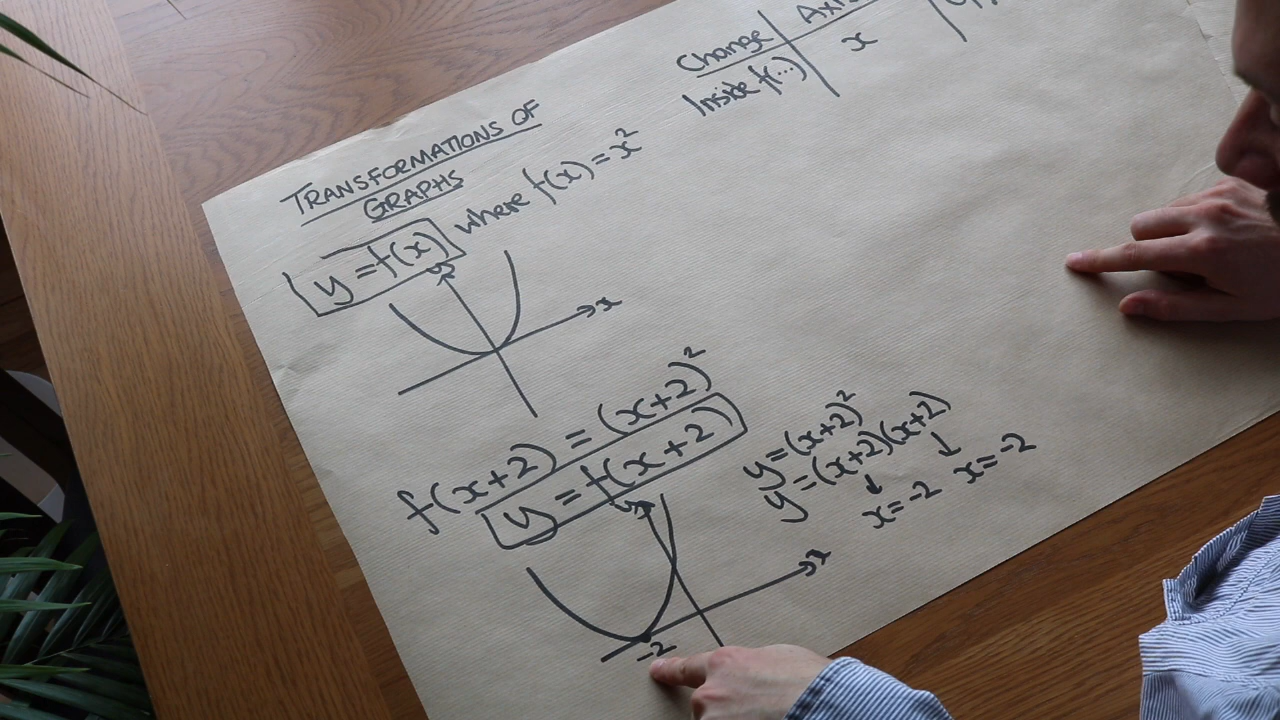 TRANSFORMATIONS OF
GRAPHS
y = f(x) where f(x) = x²
y
x
f(x+2) = (x+2)²
y = f(x+2)
y
x
-2
y = (x+2)²
y = (x+2)(x+2)
↓ ↓
x = -2 x = -2
Change
Inside f(...) x